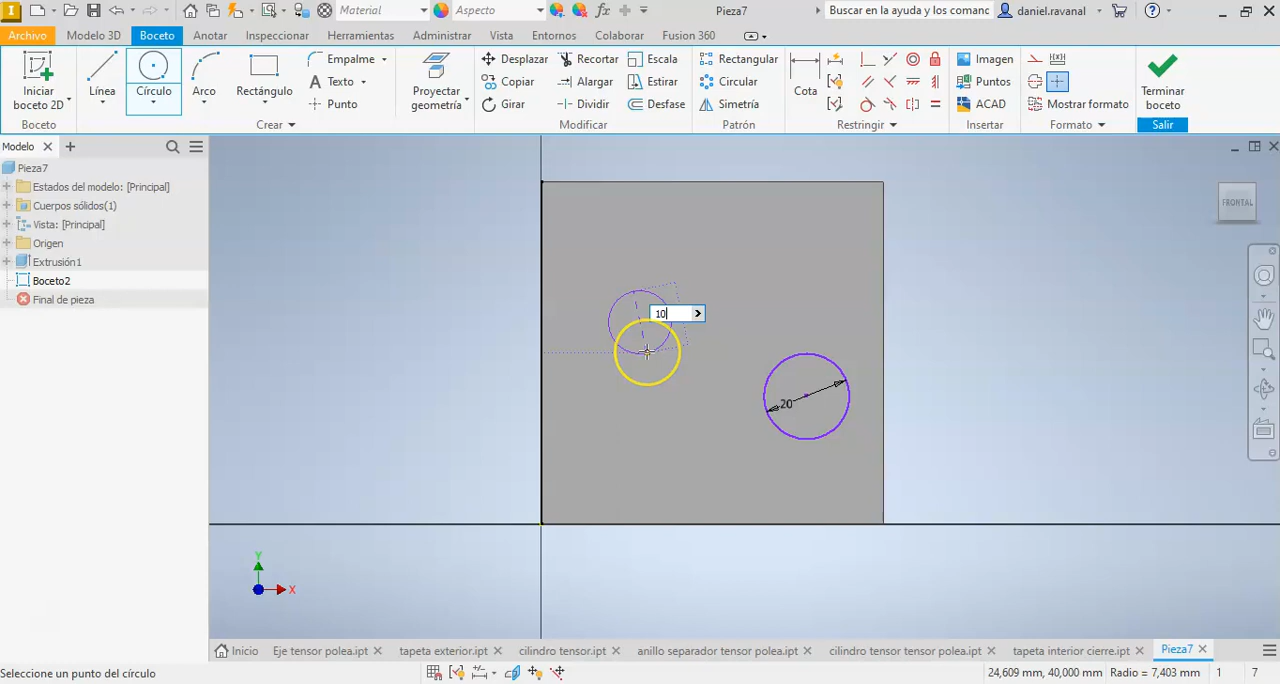 Material Aspecto fx Pieza7 Buscar en la ayuda y los comanc daniel.ravanal
Archivo Modelo 3D Boceto Anotar Inspeccionar Herramientas Administrar Vista Entornos Colaborar Fusion 360
Iniciar boceto 2D Línea Círculo Arco Rectángulo Empalme Texto Punto Proyectar geometría
Desplazar Recortar Escala
Copiar Alargar Estirar
Girar Dividir Desfase
Rectangular
Circular
Simetría
Cota
Imagen
Puntos
ACAD
Mostrar formato
Terminar boceto
Boceto Crear Modificar Patrón Restringir Insertar Formato Salir
Modelo
Pieza7
Estados del modelo: [Principal]
Cuerpos sólidos(1)
Vista: [Principal]
Origen
Extrusión1
Boceto2
Final de pieza
FRONTAL
10
20
Y
X
Inicio Eje tensor polea.ipt tapeta exterior.ipt cilindro tensor.ipt anillo separador tensor polea.ipt cilindro tensor tensor polea.ipt tapeta interior cierre.ipt Pieza7
Seleccione un punto del círculo 24,609 mm, 40,000 mm Radio = 7,403 mm 1 7